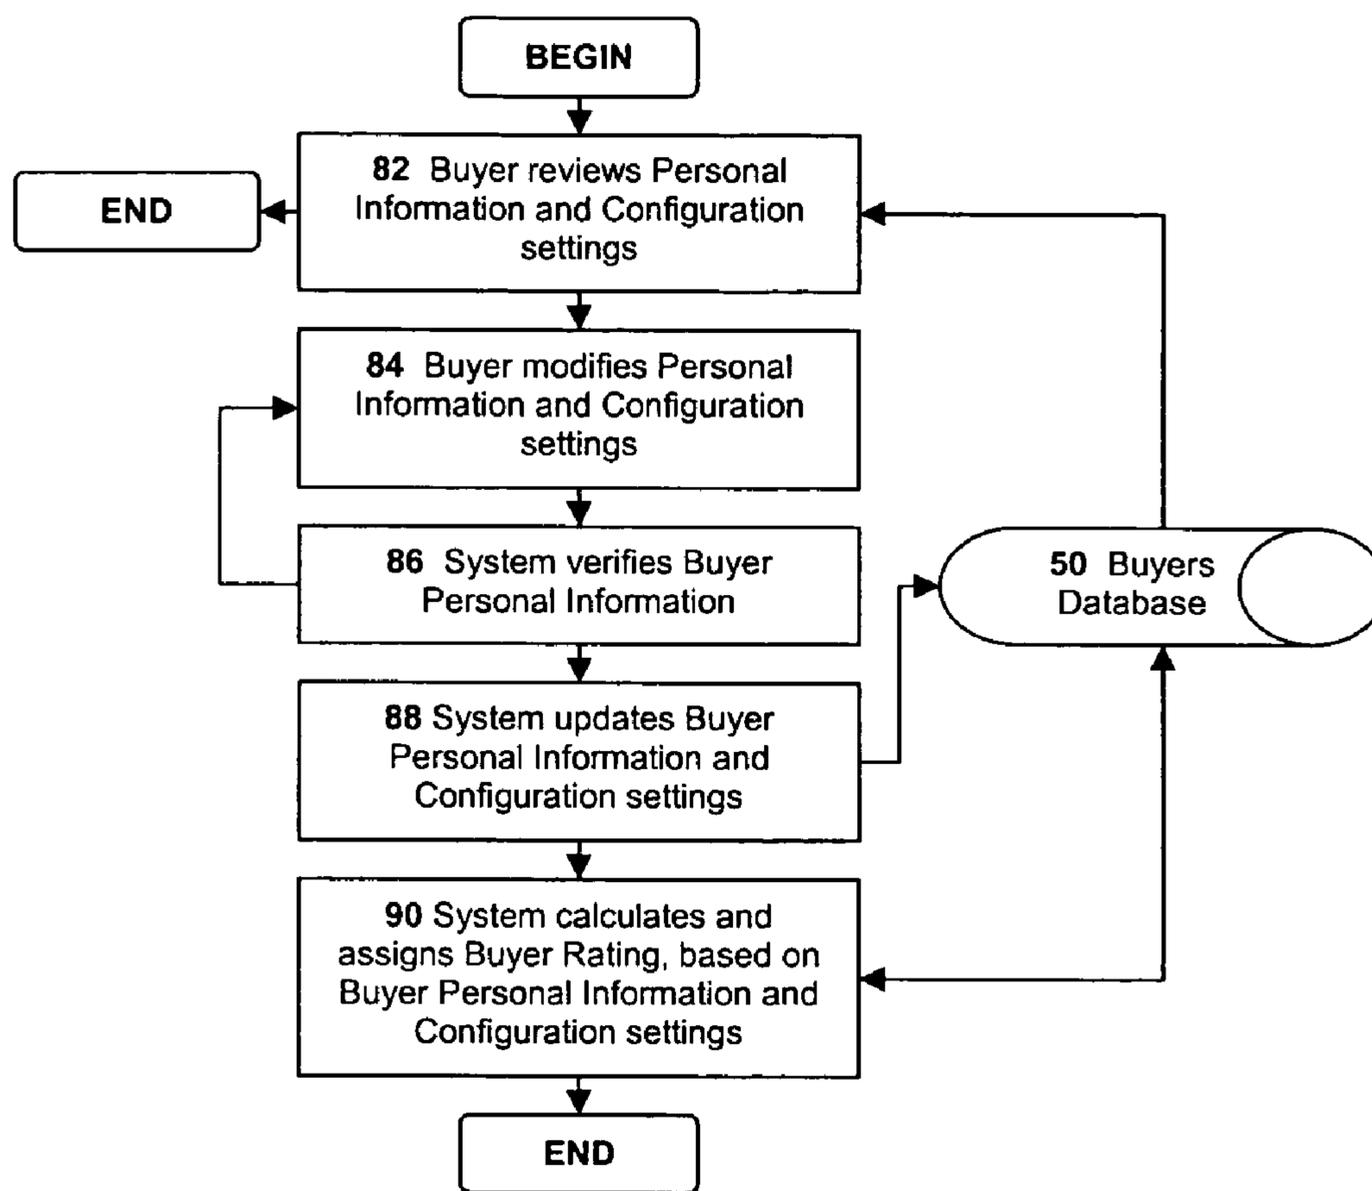 BEGIN
82 Buyer reviews Personal
Information and Configuration
settings
END
84 Buyer modifies Personal
Information and Configuration
settings
86 System verifies Buyer
Personal Information
50 Buyers
Database
88 System updates Buyer
Personal Information and
Configuration settings
90 System calculates and
assigns Buyer Rating, based on
Buyer Personal Information and
Configuration settings
END